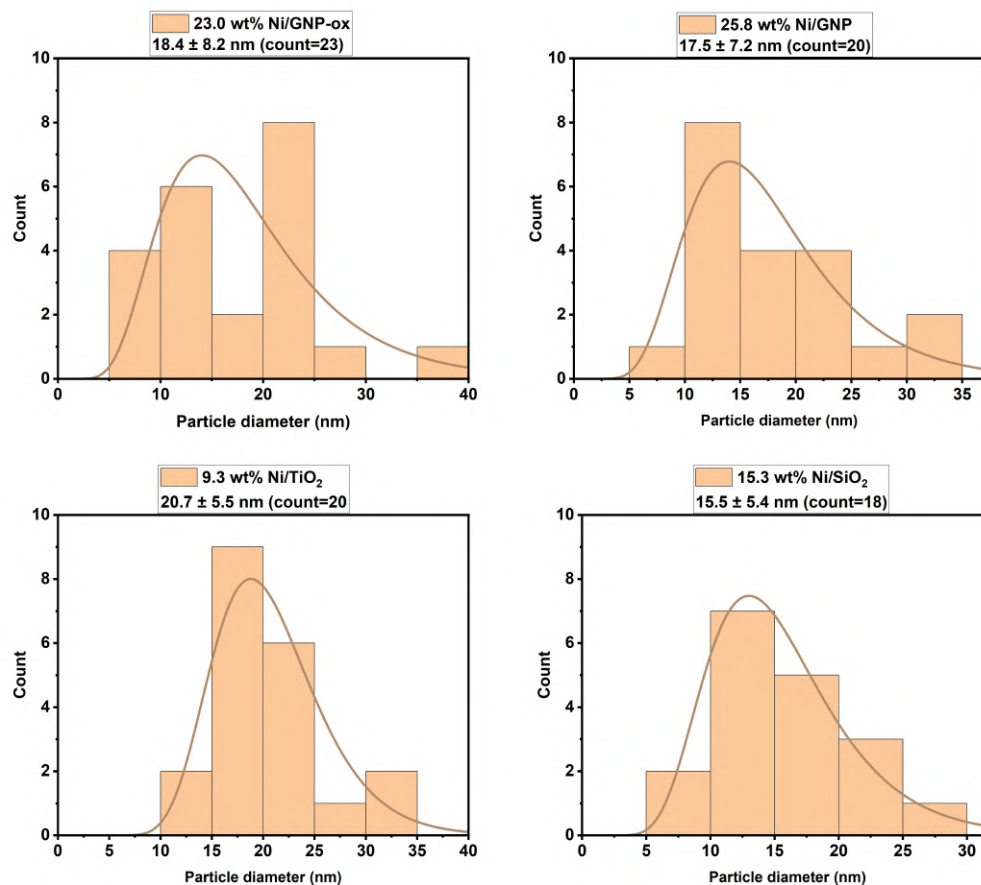 23.0 wt% Ni/GNP-ox
18.4 ± 8.2 nm (count=23)
10
8
6
4
2
0
Count
0 10 20 30 40
Particle diameter (nm)
25.8 wt% Ni/GNP
17.5 ± 7.2 nm (count=20)
10
8
6
4
2
0
Count
0 5 10 15 20 25 30 35
Particle diameter (nm)
9.3 wt% Ni/TiO₂
20.7 ± 5.5 nm (count=20
10
8
6
4
2
0
Count
0 5 10 15 20 25 30 35 40
Particle diameter (nm)
15.3 wt% Ni/SiO₂
15.5 ± 5.4 nm (count=18)
10
8
6
4
2
0
Count
0 5 10 15 20 25 30
Particle diameter (nm)